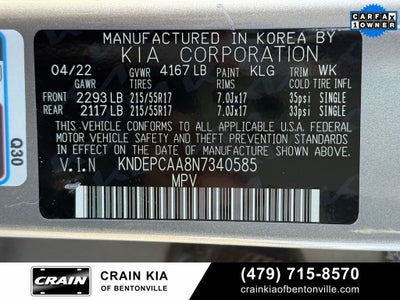 MANUFACTURED IN KOREA BY
KIA CORPORATION
CARFAX
1 OWNER
04/22 GVWR 4167 LB PAINT KLG TRIM WK
TIRES RIMS COLD TIRE INFL
FRONT 2293 LB 215/55R17 7.0Jx17 35psi SINGLE
REAR 2117 LB 215/55R17 7.0Jx17 33psi SINGLE
THIS VEHICLE CONFORMS TO ALL APPLICABLE U.S.A FEDERAL
MOTOR VEHICLE SAFETY, BUMPER
AND THEFT PREVENTION STANDARDS IN EFFECT
ON THE DATE OF MANUFACTURE SHOWN ABOVE.
V.I.N KNDEPCAA8N7340585
MPV
Q30
CRAIN
CRAIN KIA
OF BENTONVILLE
(479) 715-8570
crainkiaofbentonville.com